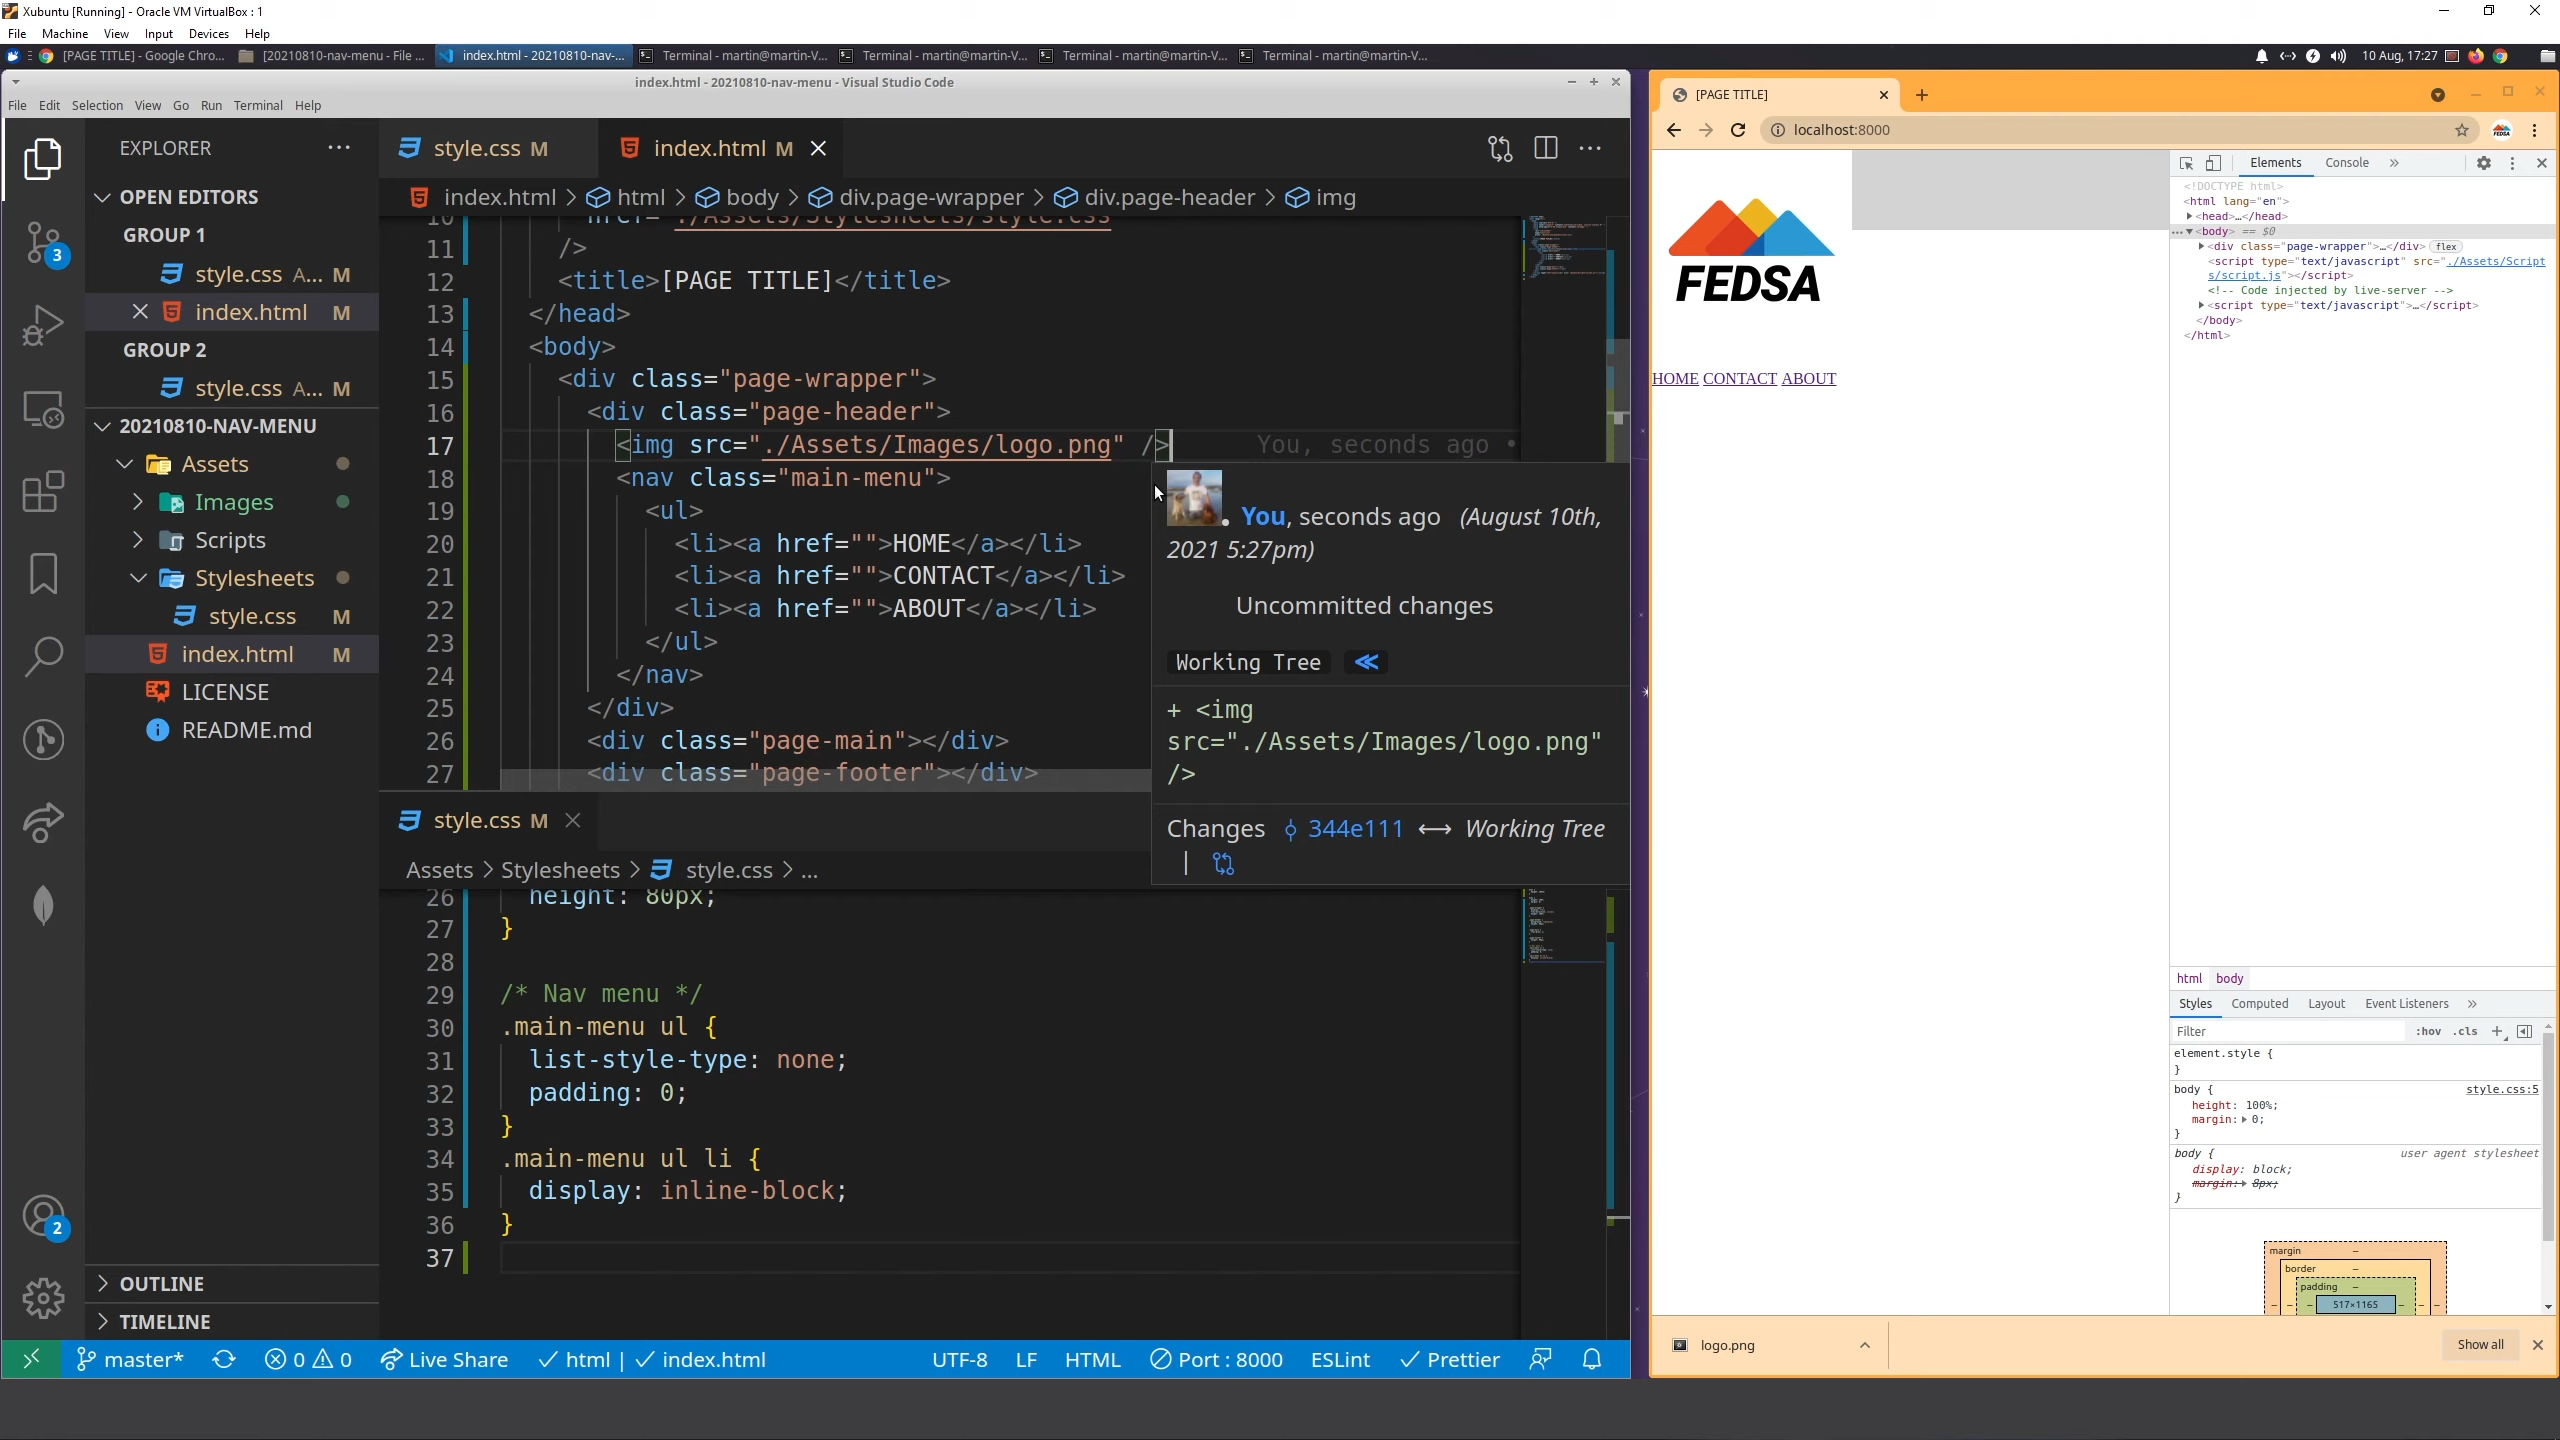 Xubuntu [Running] - Oracle VM VirtualBox : 1
File Machine View Input Devices Help
[PAGE TITLE] - Google Chro...
[20210810-nav-menu - File ...
index.html - 20210810-nav-...
Terminal - martin@martin-V...
Terminal - martin@martin-V...
Terminal - martin@martin-V...
Terminal - martin@martin-V...
10 Aug, 17:27
index.html - 20210810-nav-menu - Visual Studio Code
File Edit Selection View Go Run Terminal Help
EXPLORER
OPEN EDITORS
GROUP 1
style.css A... M
index.html M
GROUP 2
style.css A... M
20210810-NAV-MENU
Assets
Images
Scripts
Stylesheets
style.css M
index.html M
LICENSE
README.md
OUTLINE
TIMELINE
3
2
style.css M
index.html M
index.html > html > body > div.page-wrapper > div.page-header > img
10 href="./Assets/Stylesheets/style.css"
11 />
12 <title>[PAGE TITLE]</title>
13 </head>
14 <body>
15 <div class="page-wrapper">
16 <div class="page-header">
17 <img src="./Assets/Images/logo.png" /> You, seconds ago •
18 <nav class="main-menu">
19 <ul>
20 <li><a href="">HOME</a></li>
21 <li><a href="">CONTACT</a></li>
22 <li><a href="">ABOUT</a></li>
23 </ul>
24 </nav>
25 </div>
26 <div class="page-main"></div>
27 <div class="page-footer"></div>
You, seconds ago (August 10th,
2021 5:27pm)
Uncommitted changes
Working Tree
+ <img
src="./Assets/Images/logo.png"
/>
Changes 344e111 Working Tree
|
style.css M
Assets > Stylesheets > style.css > ...
26 height: 80px;
27 }
28
29 /* Nav menu */
30 .main-menu ul {
31 list-style-type: none;
32 padding: 0;
33 }
34 .main-menu ul li {
35 display: inline-block;
36 }
37
master* 0 0 Live Share html | index.html
UTF-8 LF HTML Port : 8000 ESLint Prettier
[PAGE TITLE]
localhost:8000
FEDSA
FEDSA
HOME CONTACT ABOUT
Elements Console
<!DOCTYPE html>
<html lang="en">
<head>…</head>
<body> == $0
<div class="page-wrapper">…</div> flex
<script type="text/javascript" src="./Assets/Script
s/script.js"></script>
<!-- Code injected by live-server -->
<script type="text/javascript">…</script>
</body>
</html>
html body
Styles Computed Layout Event Listeners
Filter :hov .cls
element.style {
}
body { style.css:5
height: 100%;
margin: 0;
}
body { user agent stylesheet
display: block;
margin: 8px;
}
margin –
border –
padding –
– – – 517×1165 – – –
logo.png
Show all